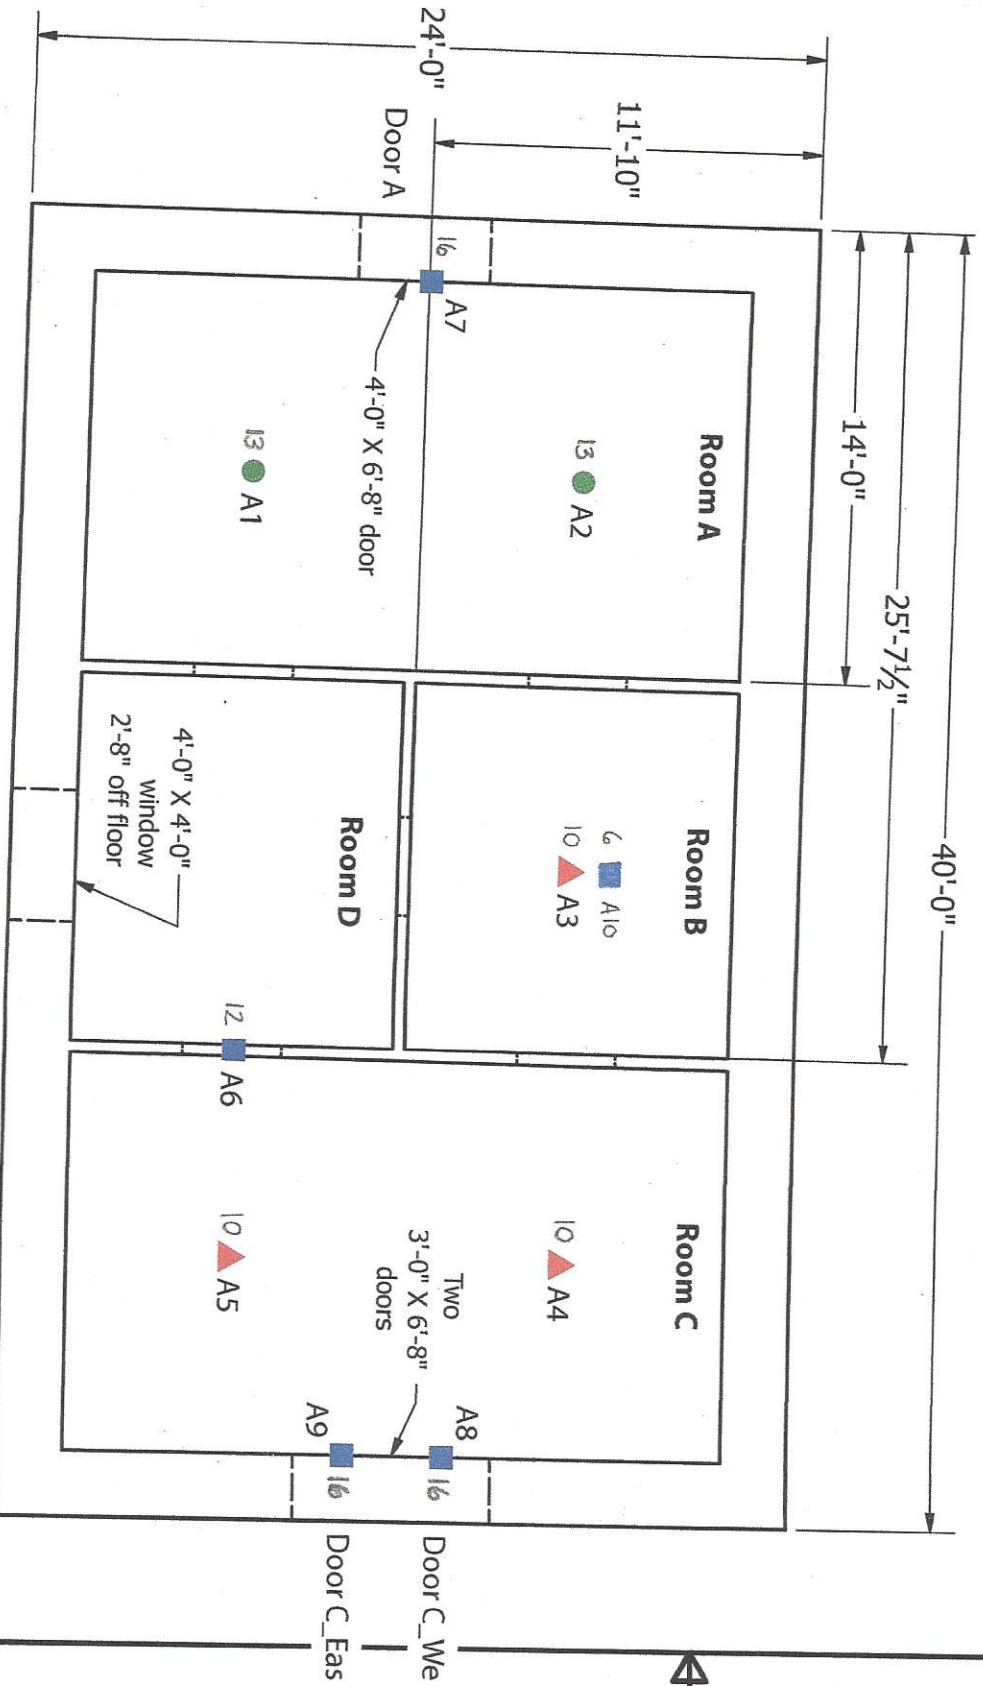 40'-0"
25'-7½"
14'-0"
24'-0"
11'-10"
Room A
Room B
Room C
6 A10
13 A2
10 A3
10 A4
Door A
16
A7
4'-0" X 6'-8" door
Room D
Two
3'-0" X 6'-8"
doors
A8
16
Door C_We
A9
16
Door C_Eas
13 A1
12
A6
10 A5
4'-0" X 4'-0"
window
2'-8" off floor